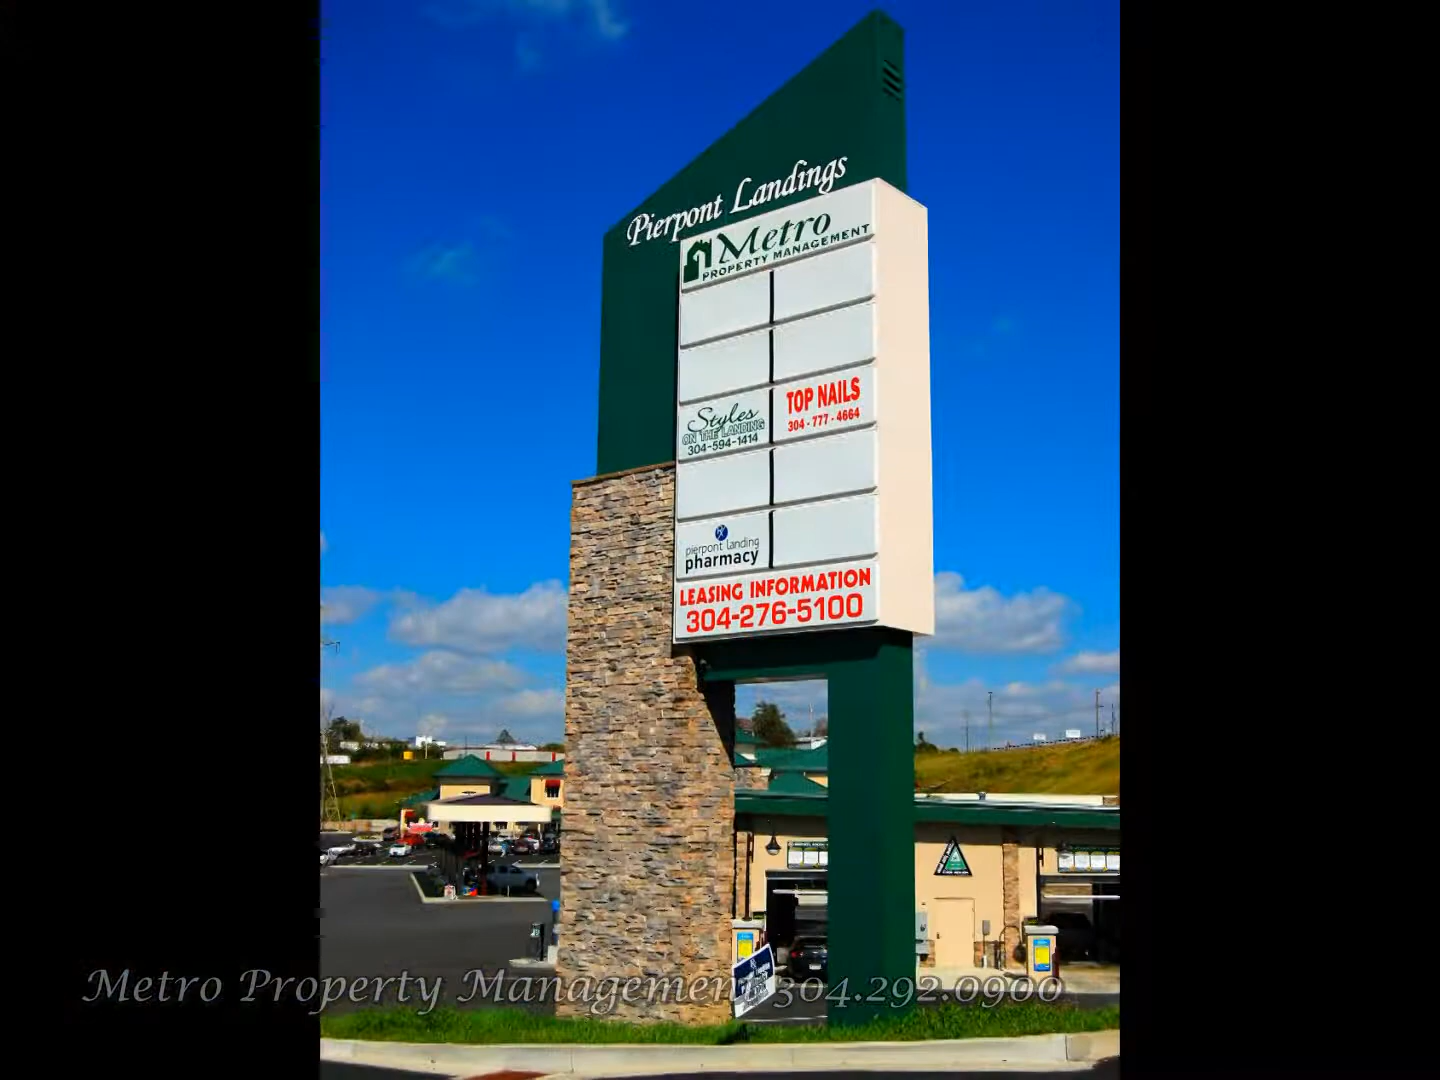 Pierpont Landings
Metro
PROPERTY MANAGEMENT
Styles
ON THE LANDING
304-594-1414
TOP NAILS
304-777-4664
pierpont landing
pharmacy
LEASING INFORMATION
304-276-5100
Metro Property Management 304.292.0900